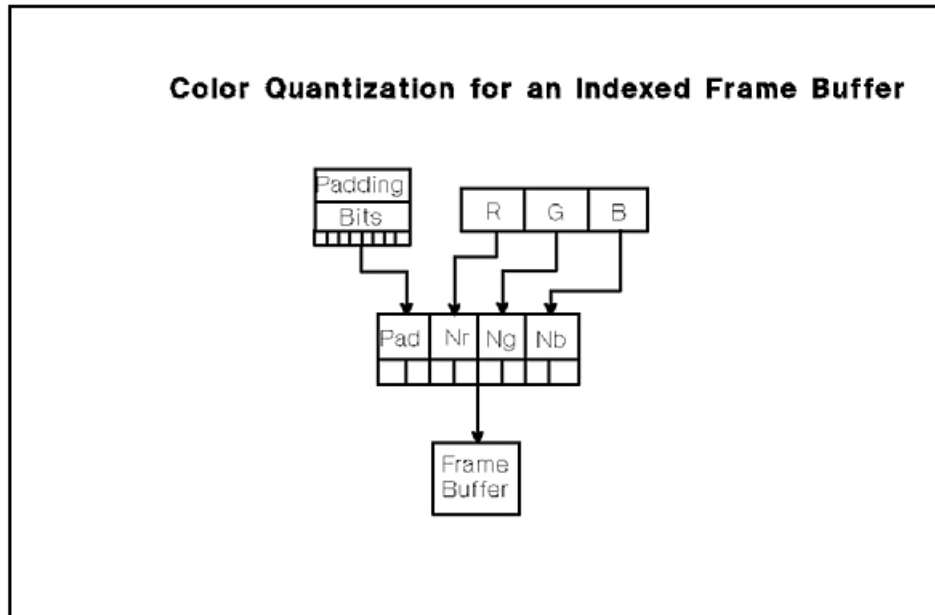 Color Quantization for an Indexed Frame Buffer
Padding
Bits
R G B
Pad Nr Ng Nb
Frame
Buffer